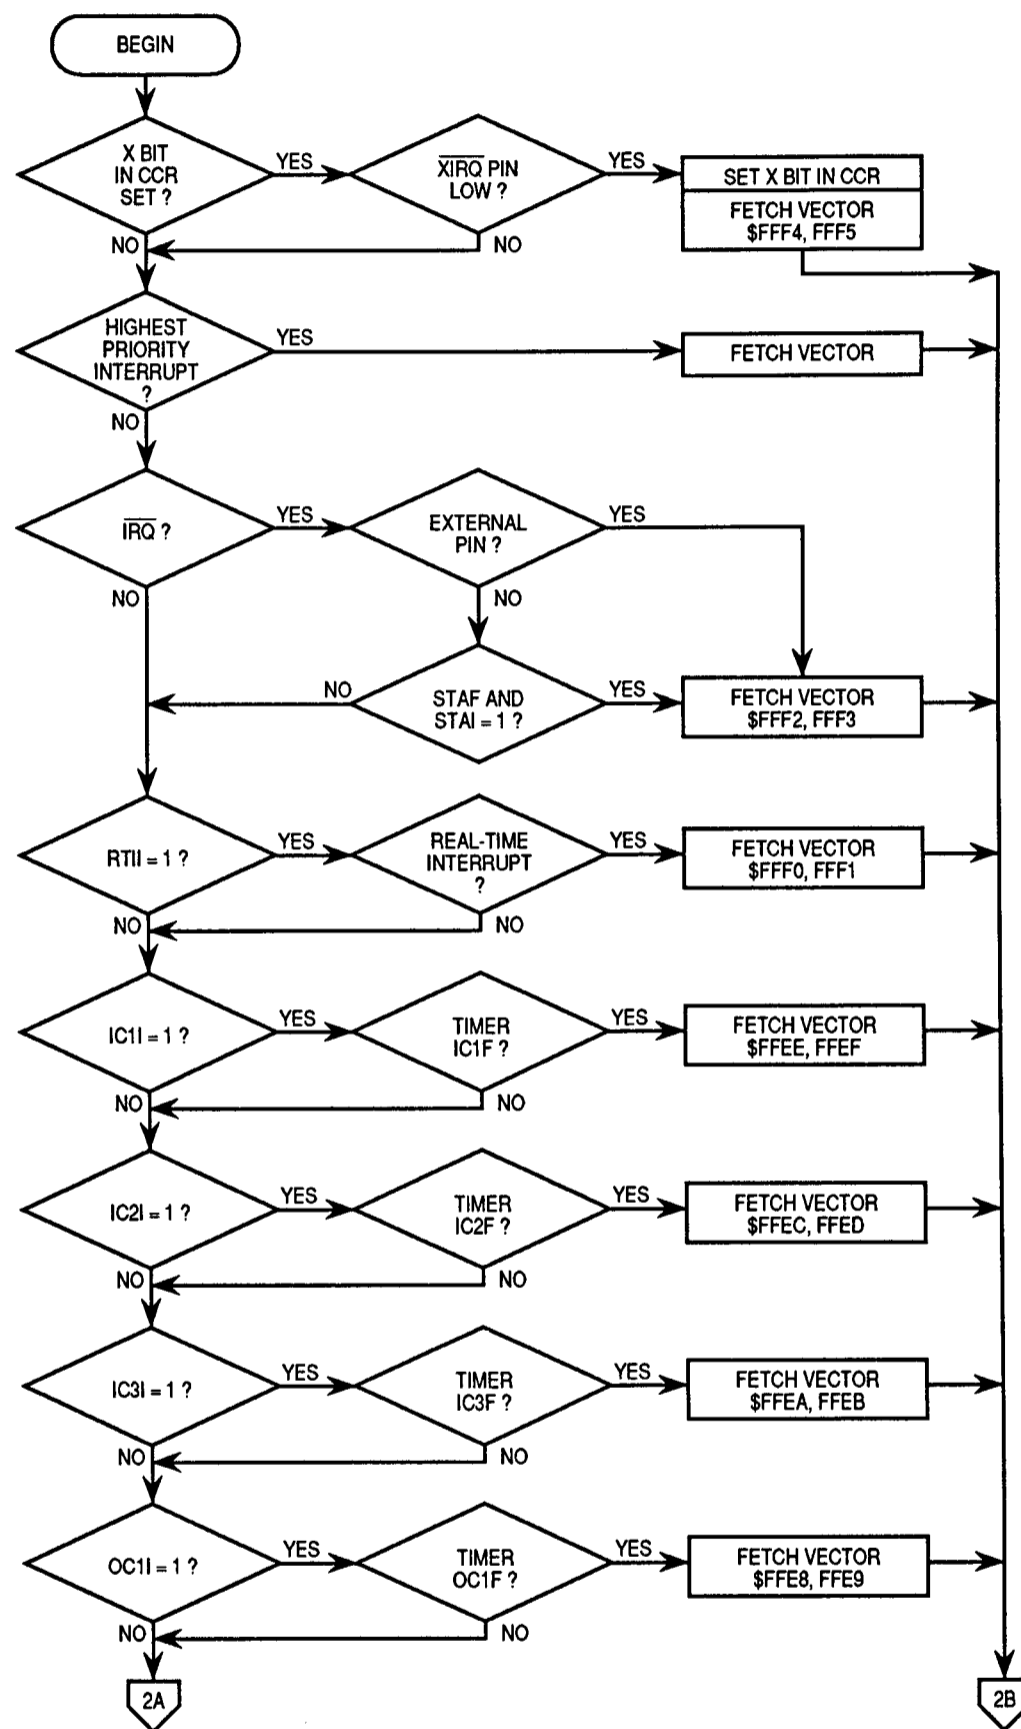 BEGIN
X BIT
IN CCR
SET ?
YES
NO
XIRQ PIN
LOW ?
YES
NO
SET X BIT IN CCR
FETCH VECTOR
$FFF4, FFF5
HIGHEST
PRIORITY
INTERRUPT
?
YES
NO
FETCH VECTOR
IRQ ?
YES
NO
EXTERNAL
PIN ?
YES
NO
STAF AND
STAI = 1 ?
NO
YES
FETCH VECTOR
$FFF2, FFF3
RTII = 1 ?
YES
NO
REAL-TIME
INTERRUPT
?
YES
NO
FETCH VECTOR
$FFF0, FFF1
IC1I = 1 ?
YES
NO
TIMER
IC1F ?
YES
NO
FETCH VECTOR
$FFEE, FFEF
IC2I = 1 ?
YES
NO
TIMER
IC2F ?
YES
NO
FETCH VECTOR
$FFEC, FFED
IC3I = 1 ?
YES
NO
TIMER
IC3F ?
YES
NO
FETCH VECTOR
$FFEA, FFEB
OC1I = 1 ?
YES
NO
TIMER
OC1F ?
YES
NO
FETCH VECTOR
$FFE8, FFE9
2A
2B